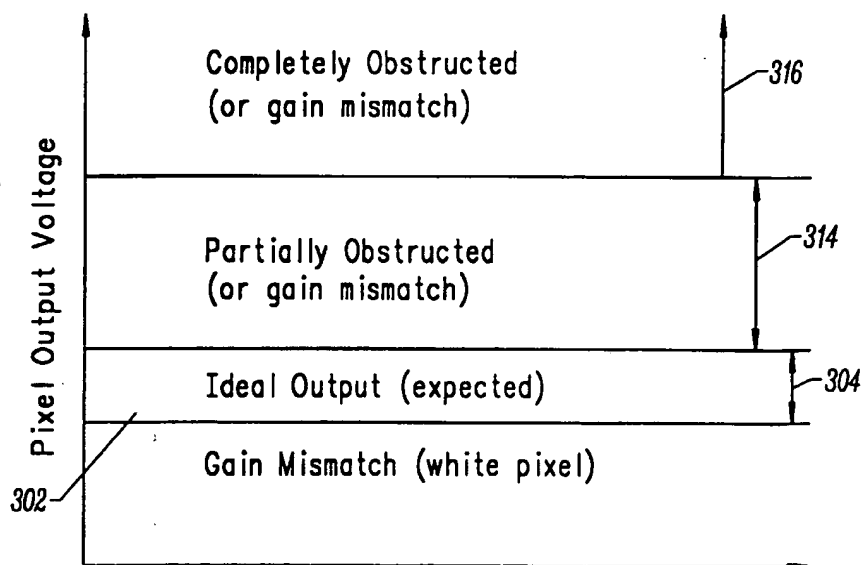 Completely Obstructed
(or gain mismatch)
316
Partially Obstructed
(or gain mismatch)
314
Ideal Output (expected)
304
Gain Mismatch (white pixel)
302
Pixel Output Voltage